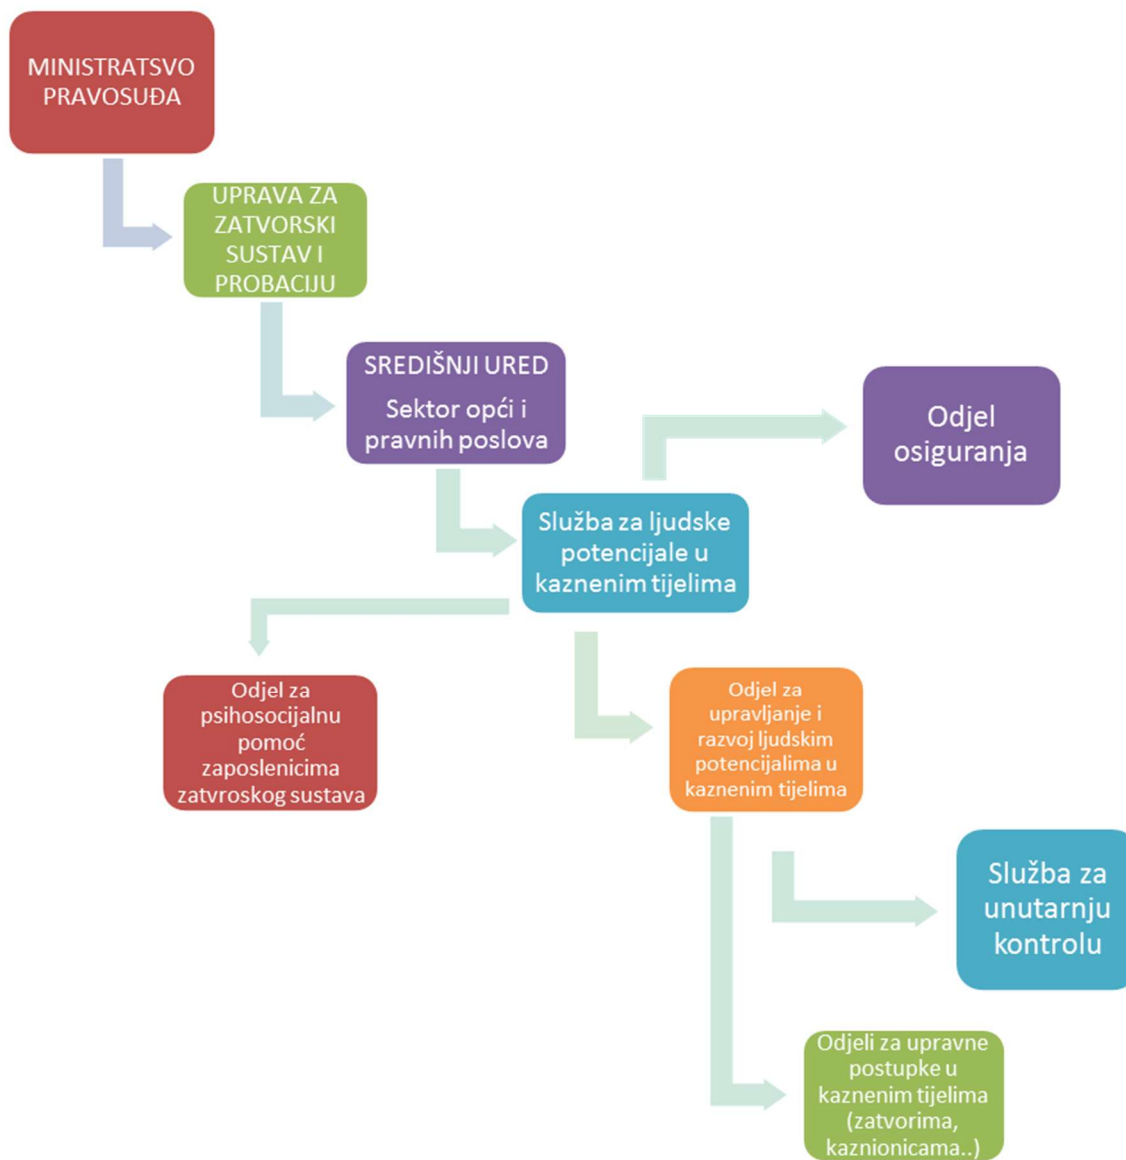 MINISTRATSVO
PRAVOSUĐA
UPRAVA ZA
ZATVORSKI
SUSTAV I
PROBACIJU
SREDIŠNJI URED
Sektor opći i
pravnih poslova
Odjel
osiguranja
Služba za ljudske
potencijale u
kaznenim tijelima
Odjel za
psihosocijalnu
pomoć
zaposlenicima
zatvroskog sustava
Odjel za
upravljanje i
razvoj ljudskim
potencijalima u
kaznenim tijelima
Služba za
unutarnju
kontrolu
Odjeli za upravne
postupke u
kaznenim tijelima
(zatvorima,
kaznionicama..)